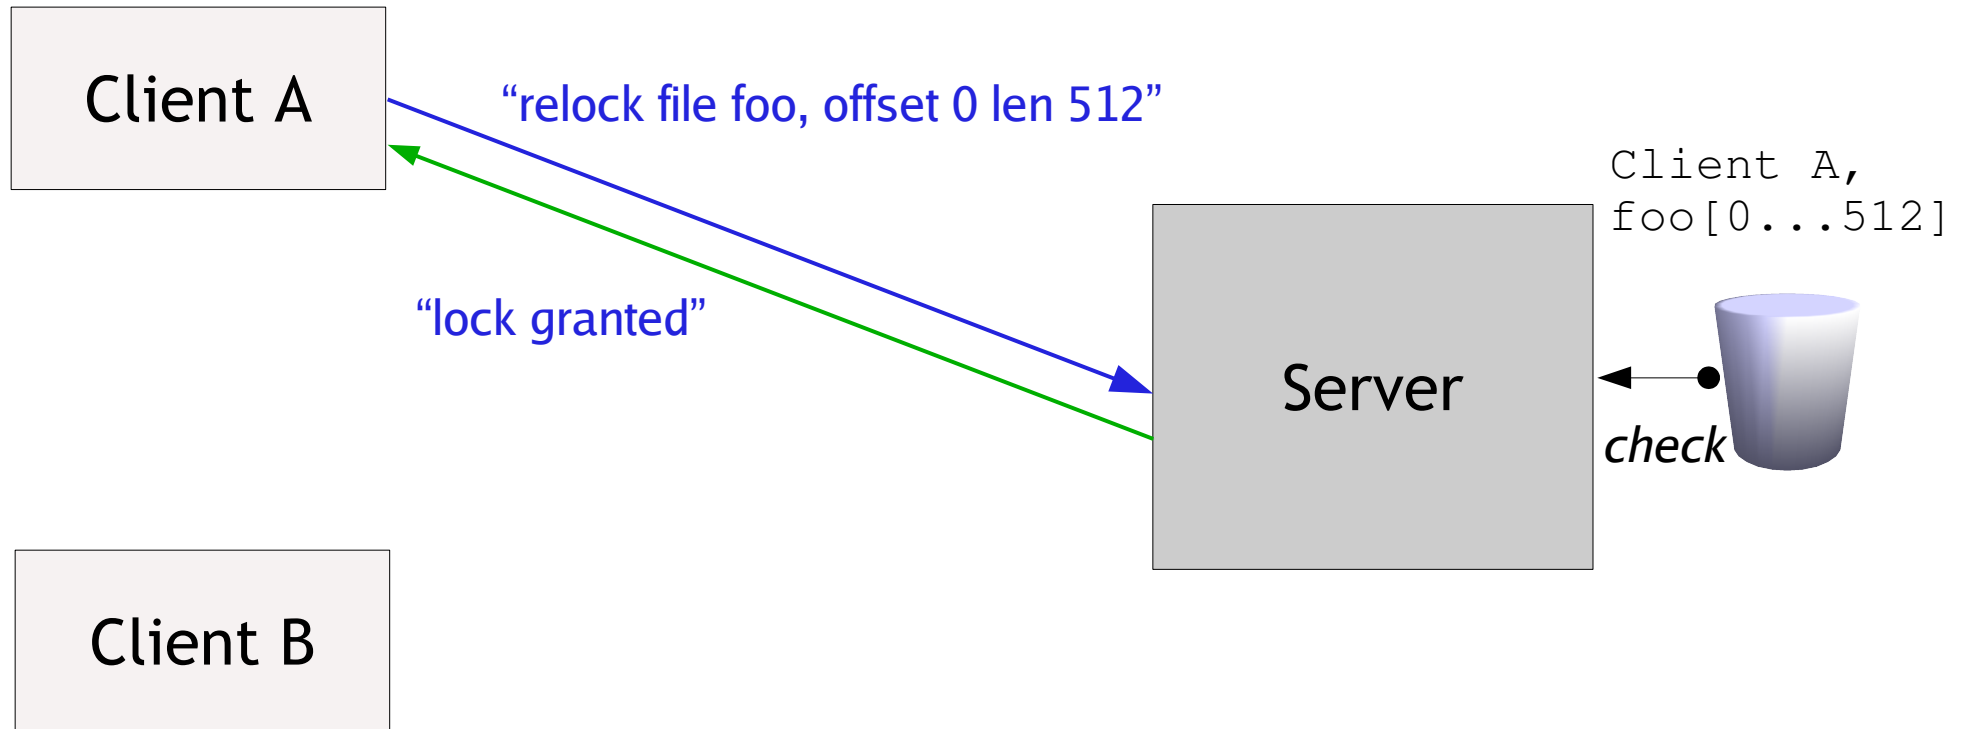 Client A
“relock file foo, offset 0 len 512”
Client A,
foo[0...512]
“lock granted”
Server
check
Client B